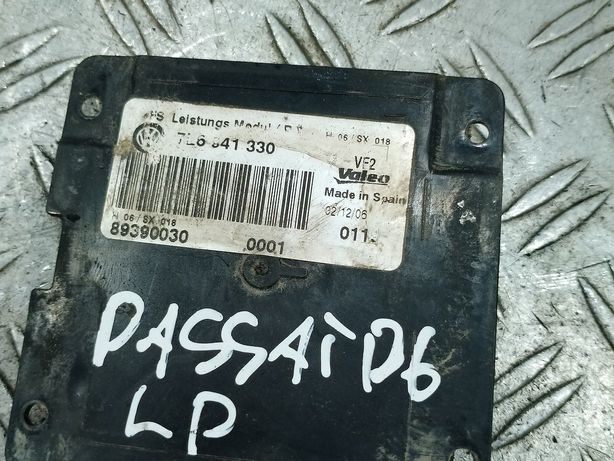 Leistungs Modul
H 06 / SX 018
7L6 941 330
VF2
Valeo
Made in Spain
02/12/06
H 06 / SX 018
89390030
.0001
011
PASSAT B6
LP